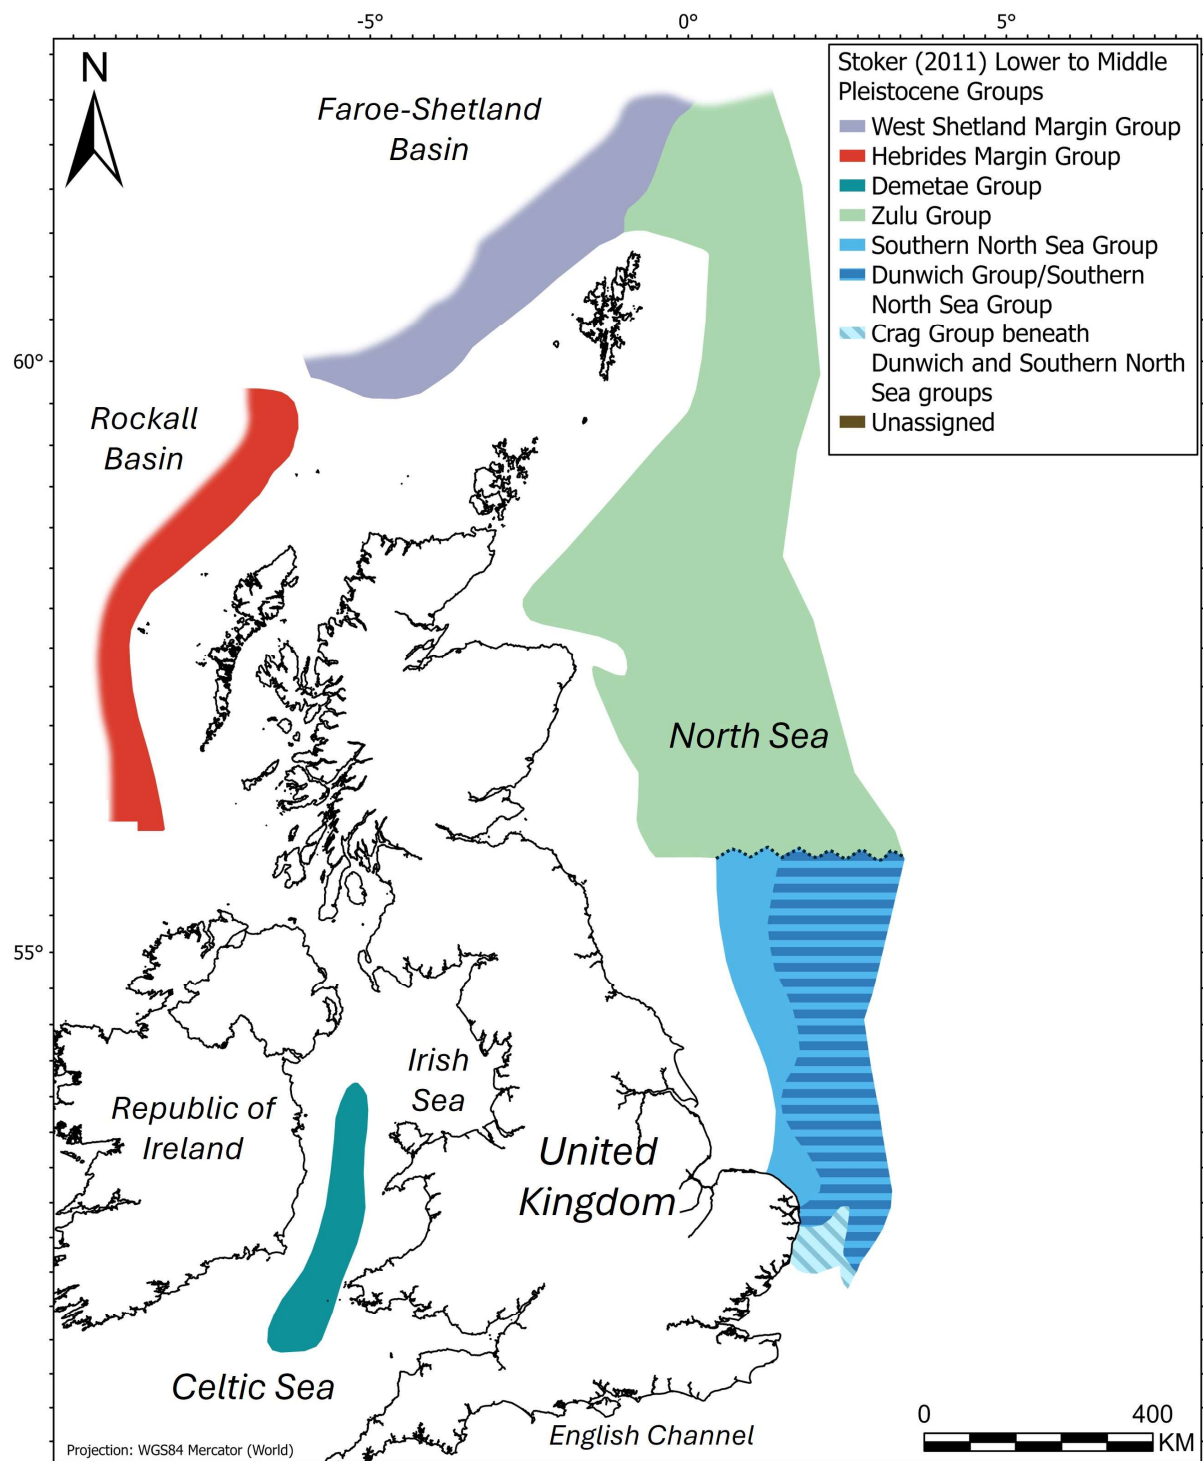 -5°
0°
5°
N
Faroe-Shetland
Basin
Stoker (2011) Lower to Middle
Pleistocene Groups
West Shetland Margin Group
Hebrides Margin Group
Demetae Group
Zulu Group
Southern North Sea Group
Dunwich Group/Southern
North Sea Group
Crag Group beneath
Dunwich and Southern North
Sea groups
Unassigned
60°
Rockall
Basin
North Sea
55°
Irish
Sea
Republic of
Ireland
United
Kingdom
Celtic Sea
English Channel
0
400
KM
Projection: WGS84 Mercator (World)